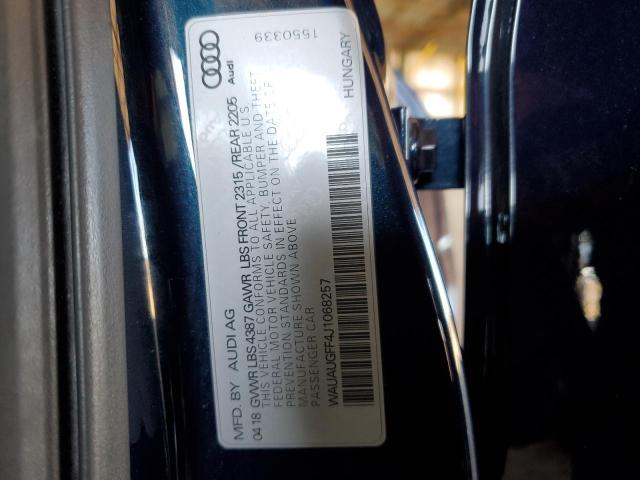 MFD. BY AUDI AG
Audi
04 18 GVWR LBS 4387 GAWR LBS FRONT 2315 /REAR 2205
THIS VEHICLE CONFORMS TO ALL APPLICABLE U.S.
FEDERAL MOTOR VEHICLE SAFETY, BUMPER AND THEFT
PREVENTION STANDARDS IN EFFECT ON THE DATE OF
MANUFACTURE SHOWN ABOVE
PASSENGER CAR
WAUAUGFF4J1068257
HUNGARY
1550339